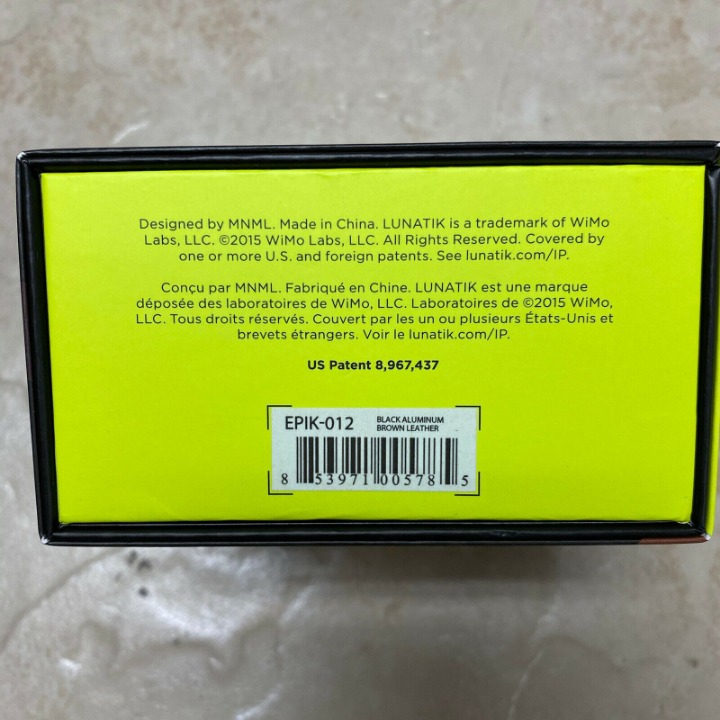 Designed by MNML. Made in China. LUNATIK is a trademark of WiMo
Labs, LLC. ©2015 WiMo Labs, LLC. All Rights Reserved. Covered by
one or more U.S. and foreign patents. See lunatik.com/IP.
Conçu par MNML. Fabriqué en Chine. LUNATIK est une marque
déposée des laboratoires de WiMo, LLC. Laboratoires de ©2015 WiMo,
LLC. Tous droits réservés. Couvert par les un ou plusieurs États-Unis et
brevets étrangers. Voir le lunatik.com/IP.
US Patent 8,967,437
EPIK-012
BLACK ALUMINUM
BROWN LEATHER
8 53971 00578 5